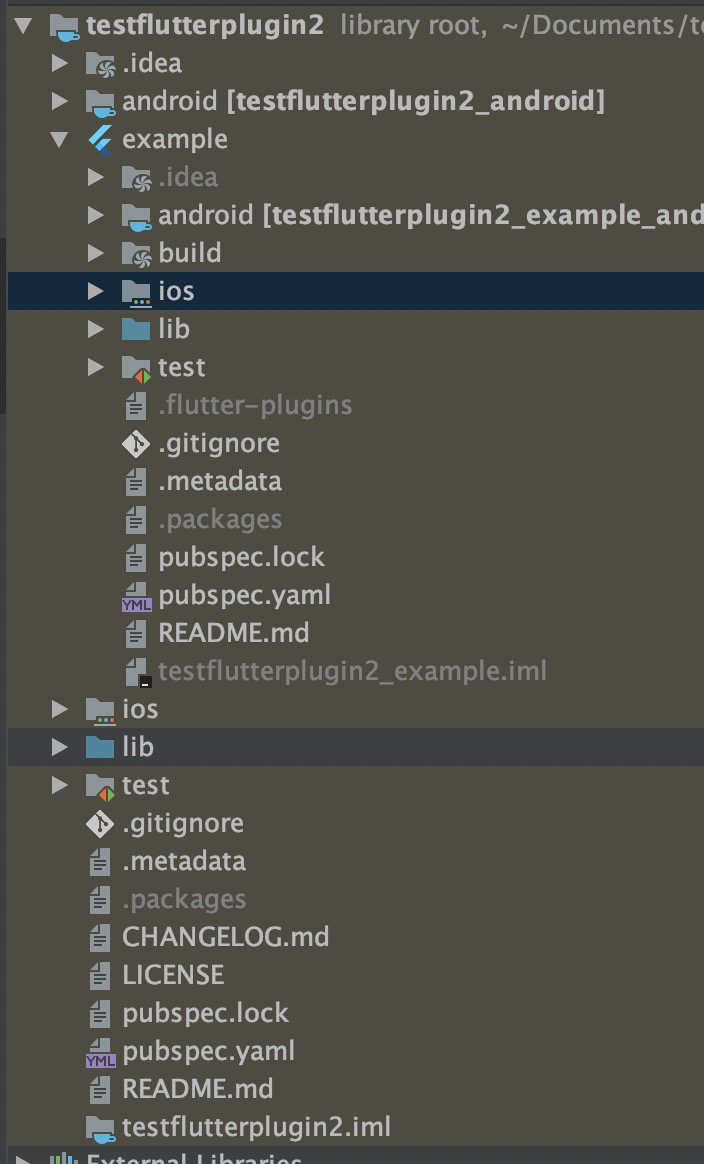 testflutterplugin2 library root, ~/Documents/te
.idea
android [testflutterplugin2_android]
example
.idea
android [testflutterplugin2_example_and
build
ios
lib
test
.flutter-plugins
.gitignore
.metadata
.packages
pubspec.lock
YML pubspec.yaml
README.md
testflutterplugin2_example.iml
ios
lib
test
.gitignore
.metadata
.packages
CHANGELOG.md
LICENSE
pubspec.lock
YML pubspec.yaml
README.md
testflutterplugin2.iml
External Libraries